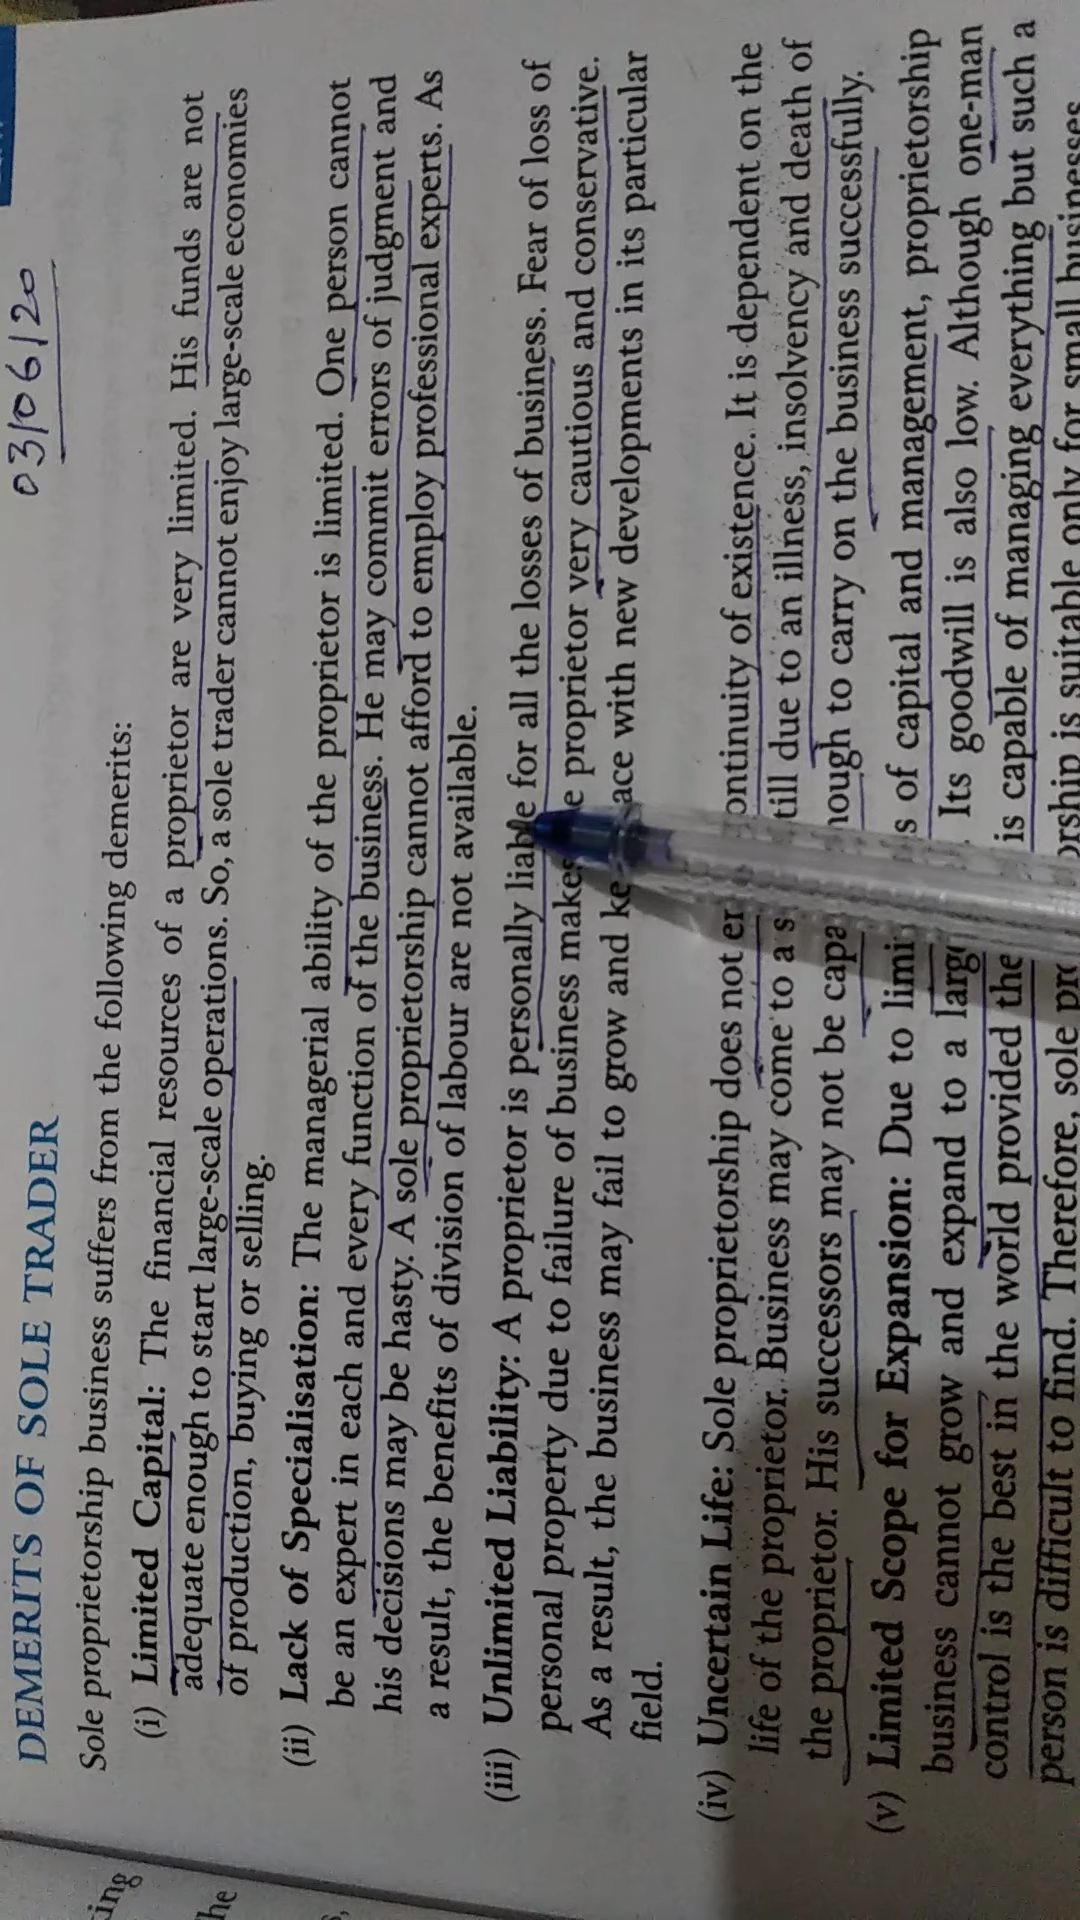 03/06/20
DEMERITS OF SOLE TRADER
Sole proprietorship business suffers from the following demerits:
(i) Limited Capital: The financial resources of a proprietor are very limited. His funds are not
adequate enough to start large-scale operations. So, a sole trader cannot enjoy large-scale economies
of production, buying or selling.
(ii) Lack of Specialisation: The managerial ability of the proprietor is limited. One person cannot
be an expert in each and every function of the business. He may commit errors of judgment and
his decisions may be hasty. A sole proprietorship cannot afford to employ professional experts. As
a result, the benefits of division of labour are not available.
(iii) Unlimited Liability: A proprietor is personally liable for all the losses of business. Fear of loss of
personal property due to failure of business makes proprietor very cautious and conservative.
As a result, the business may fail to grow and ace with new developments in its particular
field.
(iv) Uncertain Life: Sole proprietorship does not ontinuity of existence. It is dependent on the
life of the proprietor. Business may come to a s till due to an illness, insolvency and death of
the proprietor. His successors may not be capa nough to carry on the business successfully.
(v) Limited Scope for Expansion: Due to limi s of capital and management, proprietorship
business cannot grow and expand to a larg Its goodwill is also low. Although one-man
control is the best in the world provided the is capable of managing everything but such a
person is difficult to find. Therefore, sole pro orship is suitable only for small businesses
ing
he